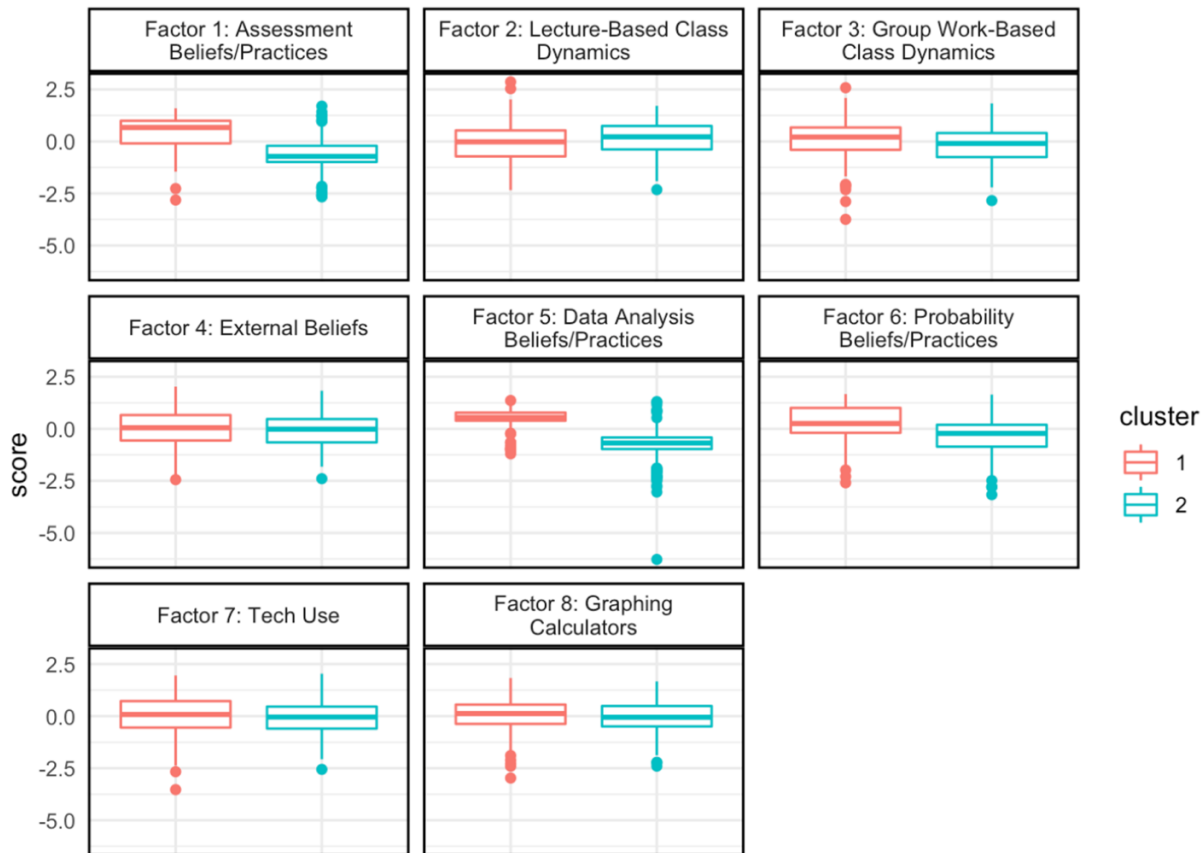 Factor 1: Assessment
Beliefs/Practices
Factor 2: Lecture-Based Class
Dynamics
Factor 3: Group Work-Based
Class Dynamics
2.5
0.0
-2.5
-5.0
Factor 4: External Beliefs
Factor 5: Data Analysis
Beliefs/Practices
Factor 6: Probability
Beliefs/Practices
2.5
0.0
-2.5
-5.0
score
cluster
1
2
Factor 7: Tech Use
Factor 8: Graphing
Calculators
2.5
0.0
-2.5
-5.0